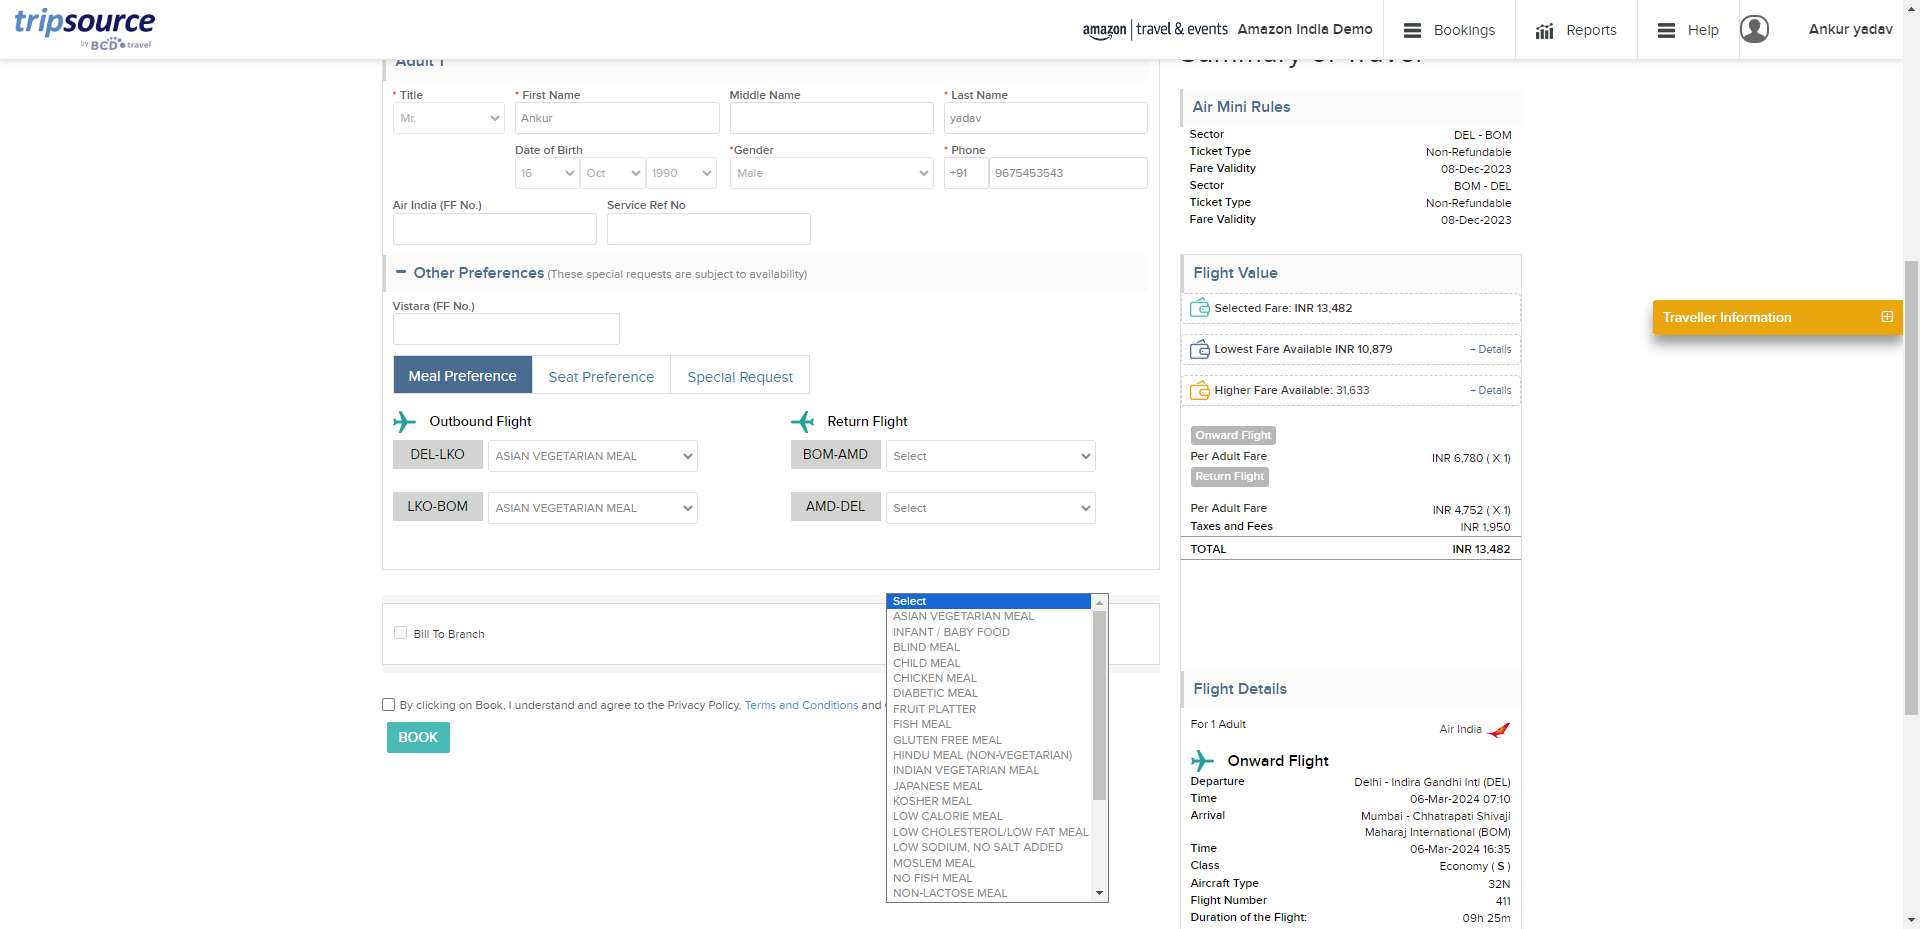 tripsource
by BCD travel
amazon travel & events Amazon India Demo
Bookings
Reports
Help
Ankur yadav
Adult 1
* Title
* First Name
Middle Name
* Last Name
Mr.
Ankur
yadav
Date of Birth
*Gender
* Phone
16
Oct
1990
Male
+91
9675453543
Air India (FF No.)
Service Ref No
Other Preferences (These special requests are subject to availability)
Vistara (FF No.)
Meal Preference
Seat Preference
Special Request
Outbound Flight
Return Flight
DEL-LKO
ASIAN VEGETARIAN MEAL
BOM-AMD
Select
LKO-BOM
ASIAN VEGETARIAN MEAL
AMD-DEL
Select
Bill To Branch
Select
ASIAN VEGETARIAN MEAL
INFANT / BABY FOOD
BLIND MEAL
CHILD MEAL
CHICKEN MEAL
DIABETIC MEAL
FRUIT PLATTER
FISH MEAL
GLUTEN FREE MEAL
HINDU MEAL (NON-VEGETARIAN)
INDIAN VEGETARIAN MEAL
JAPANESE MEAL
KOSHER MEAL
LOW CALORIE MEAL
LOW CHOLESTEROL/LOW FAT MEAL
LOW SODIUM, NO SALT ADDED
MOSLEM MEAL
NO FISH MEAL
NON-LACTOSE MEAL
By clicking on Book, I understand and agree to the Privacy Policy, Terms and Conditions and
BOOK
Summary of Travel
Air Mini Rules
Sector DEL - BOM
Ticket Type Non-Refundable
Fare Validity 08-Dec-2023
Sector BOM - DEL
Ticket Type Non-Refundable
Fare Validity 08-Dec-2023
Flight Value
Selected Fare: INR 13,482
Lowest Fare Available INR 10,879 - Details
Higher Fare Available: 31,633 - Details
Onward Flight
Per Adult Fare INR 6,780 ( X 1)
Return Flight
Per Adult Fare INR 4,752 ( X 1)
Taxes and Fees INR 1,950
TOTAL INR 13,482
Flight Details
For 1 Adult Air India
Onward Flight
Departure Delhi - Indira Gandhi Intl (DEL)
Time 06-Mar-2024 07:10
Arrival Mumbai - Chhatrapati Shivaji
Maharaj International (BOM)
Time 06-Mar-2024 16:35
Class Economy ( S )
Aircraft Type 32N
Flight Number 411
Duration of the Flight: 09h 25m
Traveller Information